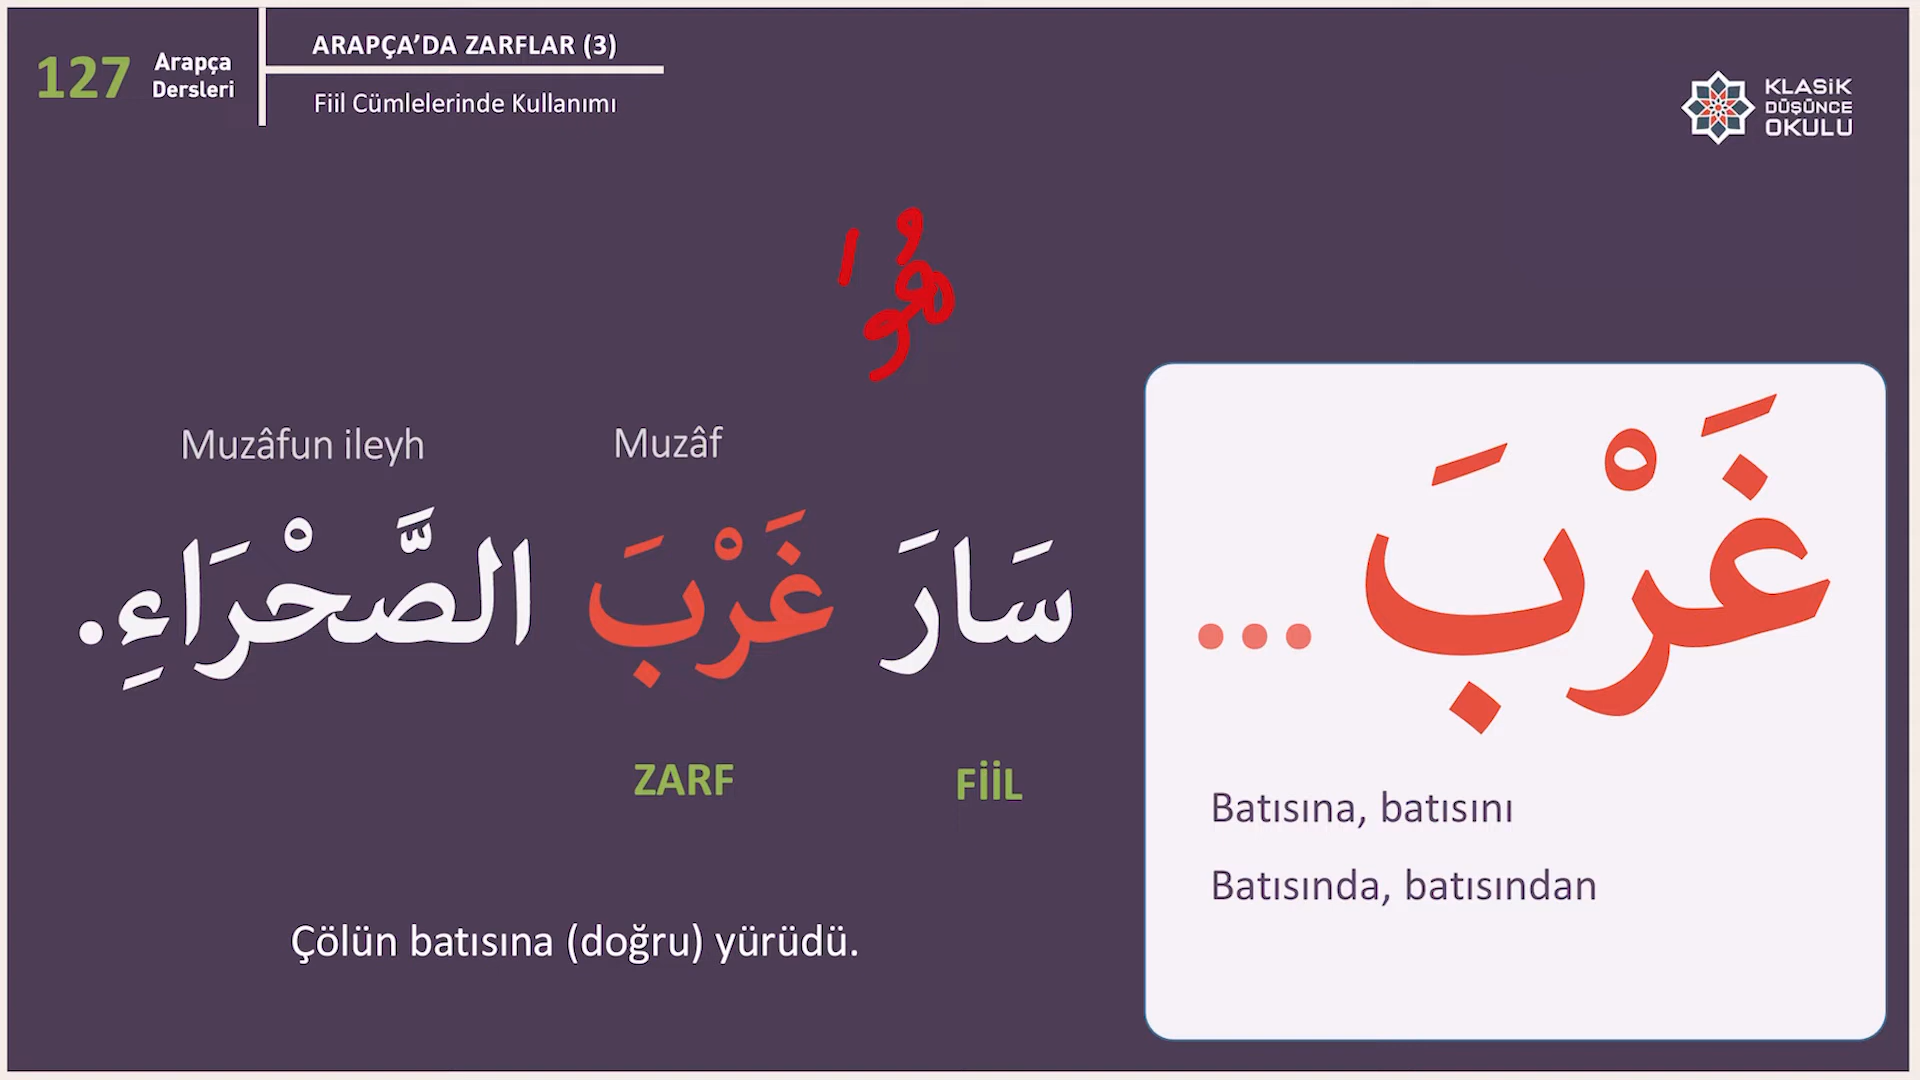 127
Arapça
Dersleri
ARAPÇA’DA ZARFLAR (3)
Fiil Cümlelerinde Kullanımı
KLASİK
DÜŞÜNCE
OKULU
هُوَ
Muzâfun ileyh
Muzâf
سَارَ غَرْبَ الصَّحْرَاءِ.
ZARF
FİİL
Çölün batısına (doğru) yürüdü.
غَرْبَ ...
Batısına, batısını
Batısında, batısından